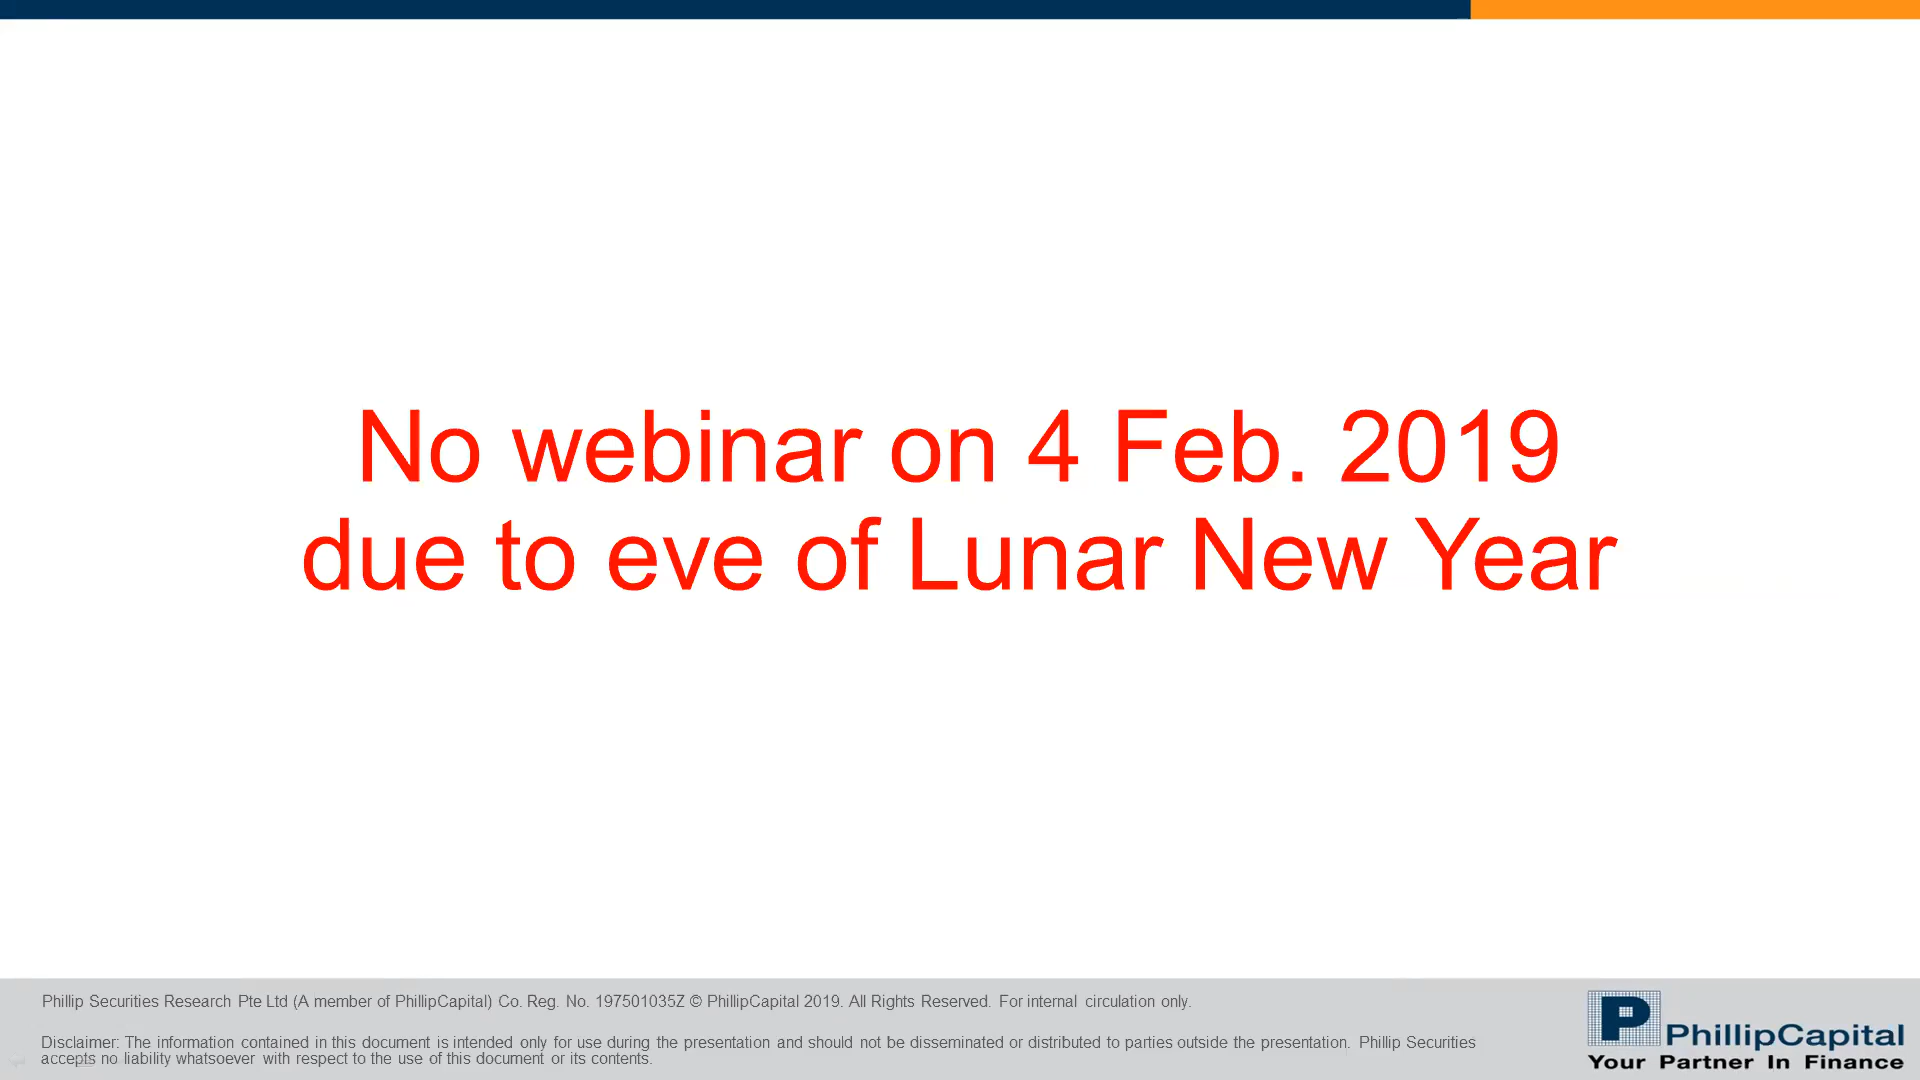 No webinar on 4 Feb. 2019
due to eve of Lunar New Year
Phillip Securities Research Pte Ltd (A member of PhillipCapital) Co. Reg. No. 197501035Z © PhillipCapital 2019. All Rights Reserved. For internal circulation only.
Disclaimer: The information contained in this document is intended only for use during the presentation and should not be disseminated or distributed to parties outside the presentation. Phillip Securities
accepts no liability whatsoever with respect to the use of this document or its contents.
P PhillipCapital
Your Partner In Finance